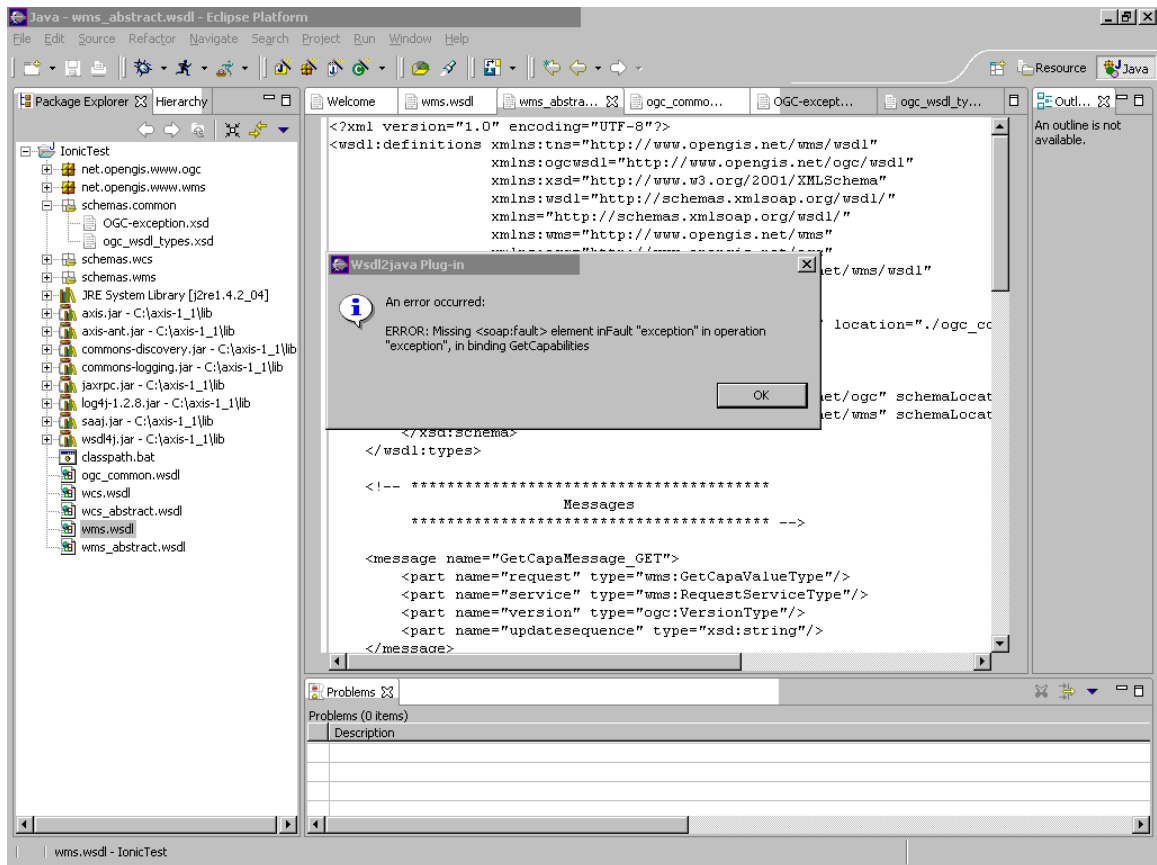 Java - wms_abstract.wsdl - Eclipse Platform
File Edit Source Refactor Navigate Search Project Run Window Help
Resource Java
Package Explorer Hierarchy
IonicTest
net.opengis.www.ogc
net.opengis.www.wms
schemas.common
OGC-exception.xsd
ogc_wsdl_types.xsd
schemas.wcs
schemas.wms
JRE System Library [j2re1.4.2_04]
axis.jar - C:\axis-1_1\lib
axis-ant.jar - C:\axis-1_1\lib
commons-discovery.jar - C:\axis-1_1\lib
commons-logging.jar - C:\axis-1_1\lib
jaxrpc.jar - C:\axis-1_1\lib
log4j-1.2.8.jar - C:\axis-1_1\lib
saaj.jar - C:\axis-1_1\lib
wsdl4j.jar - C:\axis-1_1\lib
classpath.bat
ogc_common.wsdl
wcs.wsdl
wcs_abstract.wsdl
wms.wsdl
wms_abstract.wsdl
Welcome wms.wsdl wms_abstra... ogc_commo... OGC-except... ogc_wsdl_ty...
<?xml version="1.0" encoding="UTF-8"?>
<wsdl:definitions xmlns:tns="http://www.opengis.net/wms/wsdl"
xmlns:ogcwsdl="http://www.opengis.net/ogc/wsdl"
xmlns:xsd="http://www.w3.org/2001/XMLSchema"
xmlns:wsdl="http://schemas.xmlsoap.org/wsdl/"
xmlns="http://schemas.xmlsoap.org/wsdl/"
xmlns:wms="http://www.opengis.net/wms"
et/wms/wsdl"
location="./ogc_co
et/ogc" schemaLocat
et/wms" schemaLocat
</xsd:schema>
</wsdl:types>
<!-- ****************************************
Messages
**************************************** -->
<message name="GetCapaMessage_GET">
<part name="request" type="wms:GetCapaValueType"/>
<part name="service" type="wms:RequestServiceType"/>
<part name="version" type="ogc:VersionType"/>
<part name="updatesequence" type="xsd:string"/>
</message>
Wsdl2java Plug-in
An error occurred:
ERROR: Missing <soap:fault> element inFault "exception" in operation
"exception", in binding GetCapabilities
OK
Outl...
An outline is not
available.
Problems
Problems (0 items)
Description
wms.wsdl - IonicTest